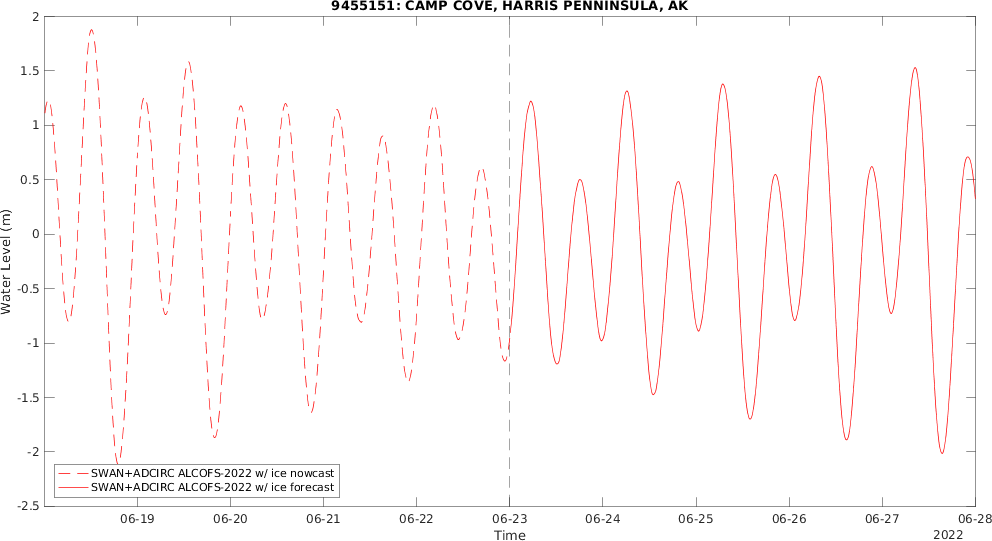 9455151: CAMP COVE, HARRIS PENNINSULA, AK
2
1.5
1
0.5
0
-0.5
-1
-1.5
-2
-2.5
Water Level (m)
SWAN+ADCIRC ALCOFS-2022 w/ ice nowcast
SWAN+ADCIRC ALCOFS-2022 w/ ice forecast
06-19 06-20 06-21 06-22 06-23 06-24 06-25 06-26 06-27 06-28
Time
2022